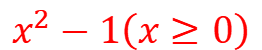 x² − 1(x ≥ 0)